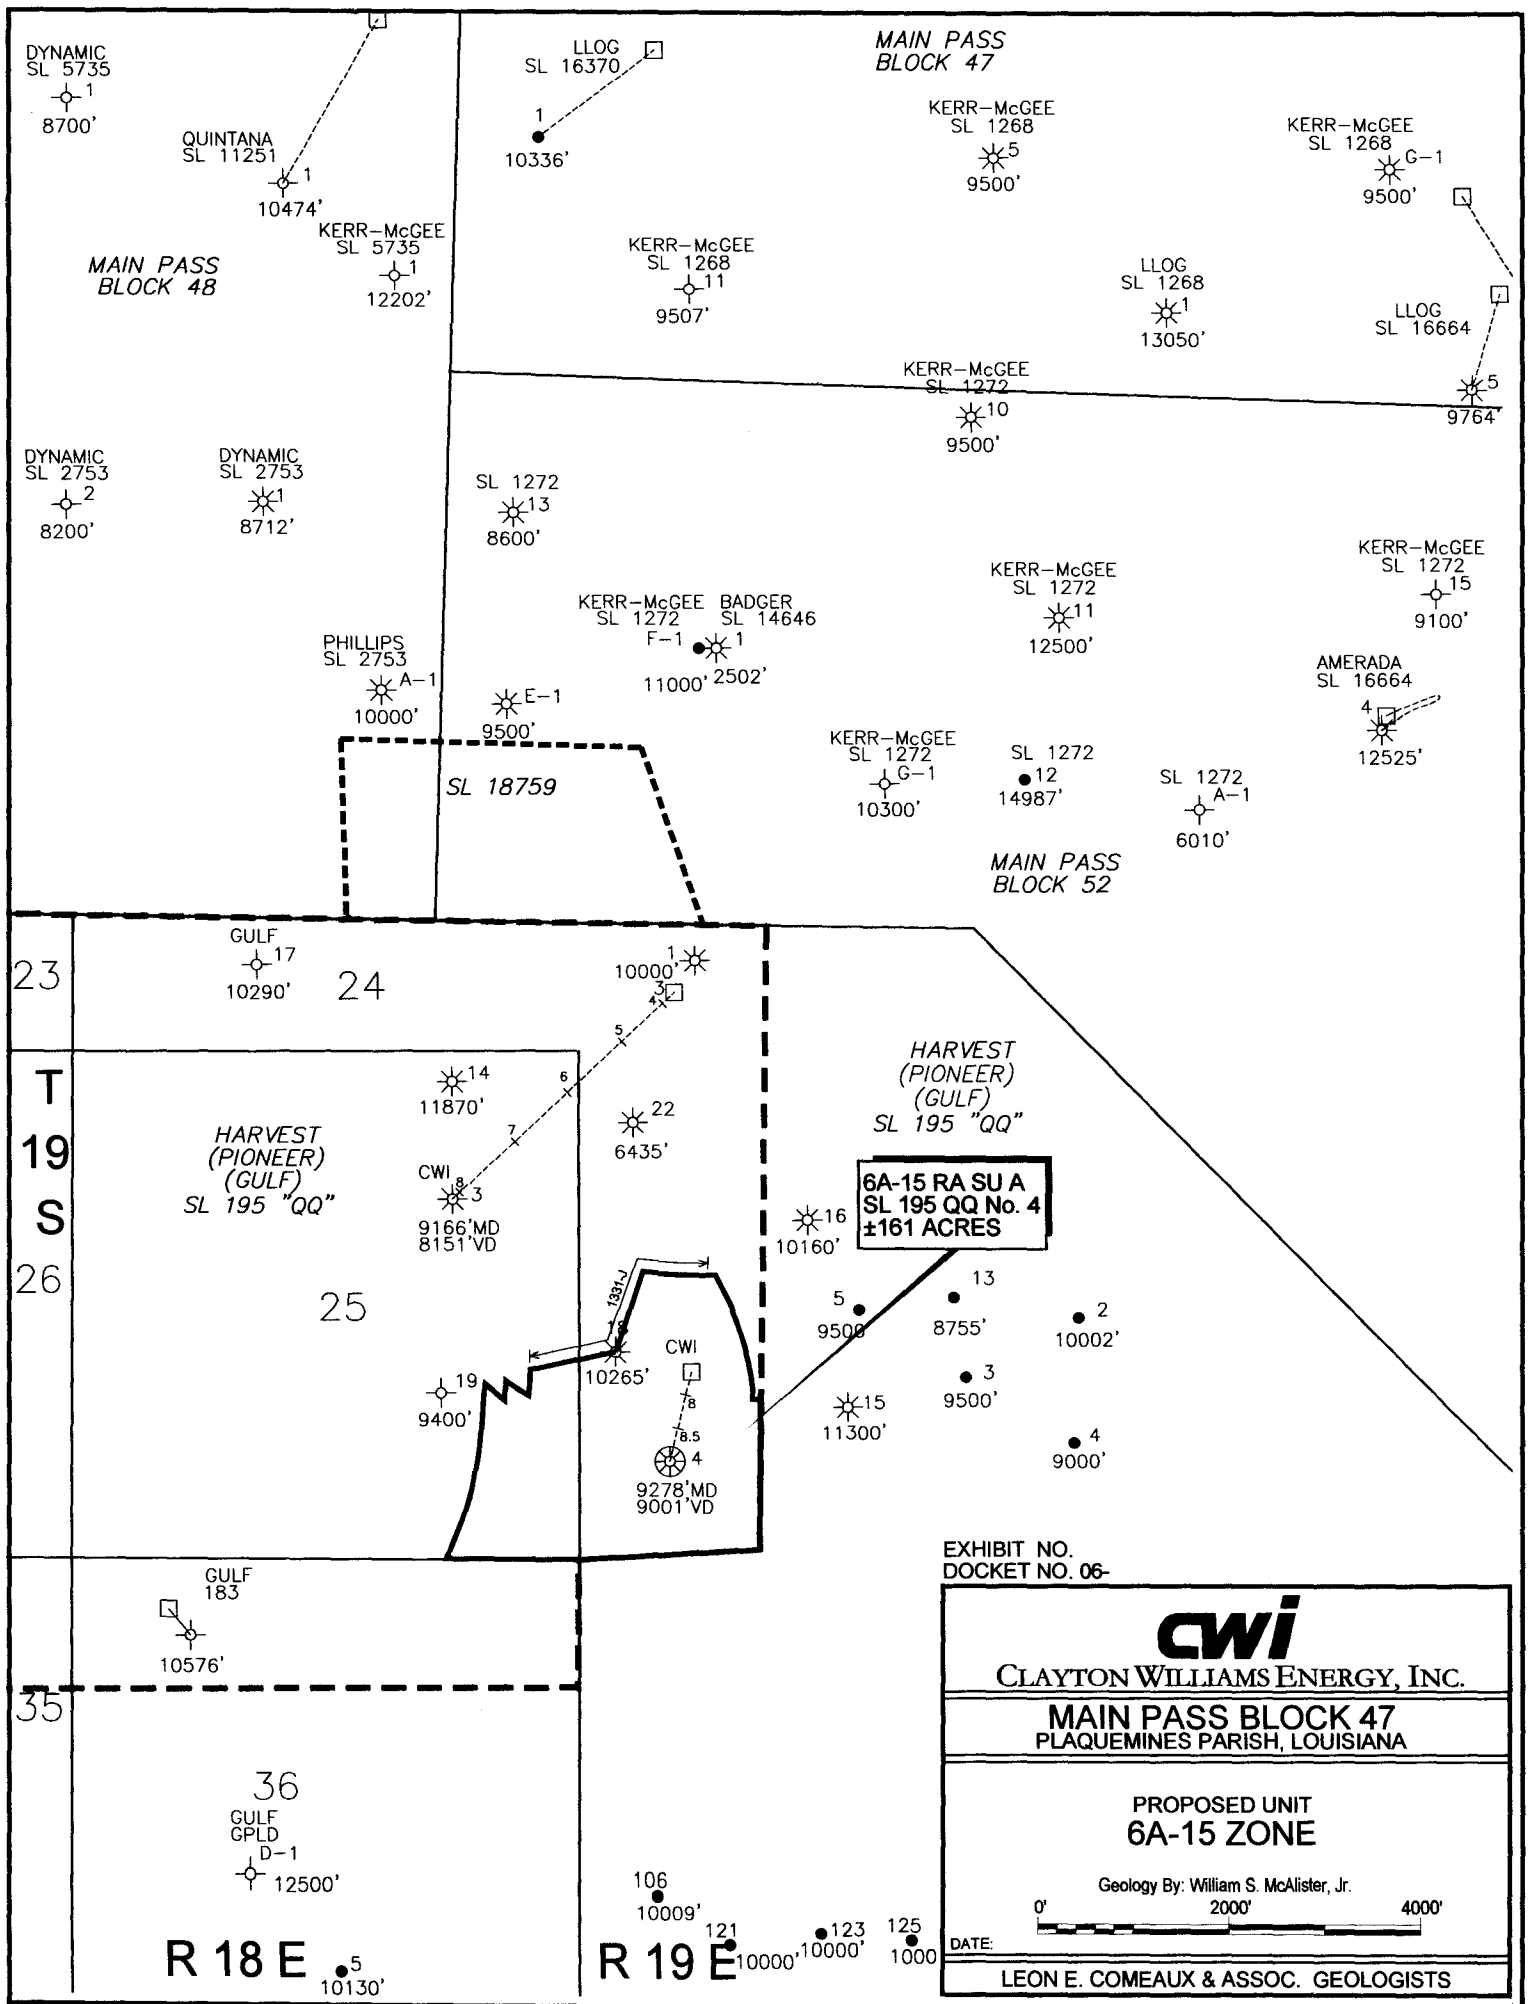 MAIN PASS
BLOCK 47
DYNAMIC
SL 5735
1
8700'
LLOG
SL 16370
1
10336'
QUINTANA
SL 11251
1
10474'
KERR-McGEE
SL 1268
5
9500'
KERR-McGEE
SL 1268
G-1
9500'
MAIN PASS
BLOCK 48
KERR-McGEE
SL 5735
1
12202'
KERR-McGEE
SL 1268
11
9507'
LLOG
SL 1268
1
13050'
LLOG
SL 16664
5
9764'
KERR-McGEE
SL 1272
10
9500'
DYNAMIC
SL 2753
2
8200'
DYNAMIC
SL 2753
1
8712'
SL 1272
13
8600'
KERR-McGEE
SL 1272
F-1
11000'
BADGER
SL 14646
1
2502'
KERR-McGEE
SL 1272
11
12500'
KERR-McGEE
SL 1272
15
9100'
PHILLIPS
SL 2753
A-1
10000'
E-1
9500'
AMERADA
SL 16664
4
12525'
KERR-McGEE
SL 1272
G-1
10300'
SL 1272
12
14987'
SL 1272
A-1
6010'
SL 18759
MAIN PASS
BLOCK 52
23
GULF
17
10290'
24
1
10000'
3
4
5
6
7
8
T
19
S
14
11870'
22
6435'
HARVEST
(PIONEER)
(GULF)
SL 195 "QQ"
HARVEST
(PIONEER)
(GULF)
SL 195 "QQ"
CWI
3
9166'MD
8151'VD
6A-15 RA SU A
SL 195 QQ No. 4
±161 ACRES
16
10160'
26
25
1331-J
18
10265'
5
9500
13
8755'
2
10002'
19
9400'
CWI
8
8.5
4
9278'MD
9001'VD
15
11300'
3
9500'
4
9000'
GULF
183
10576'
35
36
GULF
GPLD
D-1
12500'
R 18 E
5
10130'
R 19 E
106
10009'
121
10000'
123
10000'
125
1000
EXHIBIT NO.
DOCKET NO. 06-
cwi
CLAYTON WILLIAMS ENERGY, INC.
MAIN PASS BLOCK 47
PLAQUEMINES PARISH, LOUISIANA
PROPOSED UNIT
6A-15 ZONE
Geology By: William S. McAlister, Jr.
0' 2000' 4000'
DATE:
LEON E. COMEAUX & ASSOC. GEOLOGISTS